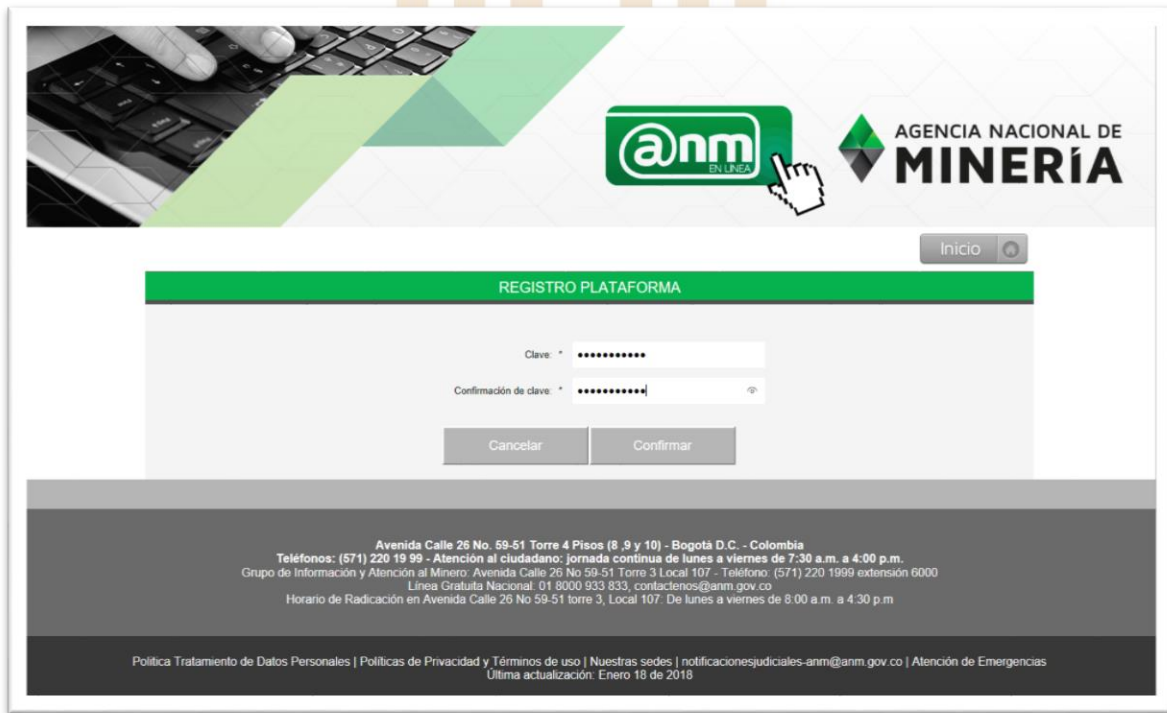 @nm
EN LINEA
AGENCIA NACIONAL DE
MINERÍA
Inicio
REGISTRO PLATAFORMA
Clave: * •••••••••••
Confirmación de clave: * •••••••••••
Cancelar
Confirmar
Avenida Calle 26 No. 59-51 Torre 4 Pisos (8 ,9 y 10) - Bogotá D.C. - Colombia
Teléfonos: (571) 220 19 99 - Atención al ciudadano: jornada continua de lunes a viernes de 7:30 a.m. a 4:00 p.m.
Grupo de Información y Atención al Minero: Avenida Calle 26 No 59-51 Torre 3 Local 107 - Teléfono: (571) 220 1999 extensión 6000
Línea Gratuita Nacional: 01 8000 933 833, contactenos@anm.gov.co
Horario de Radicación en Avenida Calle 26 No 59-51 torre 3, Local 107: De lunes a viernes de 8:00 a.m. a 4:30 p.m
Politica Tratamiento de Datos Personales | Políticas de Privacidad y Términos de uso | Nuestras sedes | notificacionesjudiciales-anm@anm.gov.co | Atención de Emergencias
Última actualización: Enero 18 de 2018